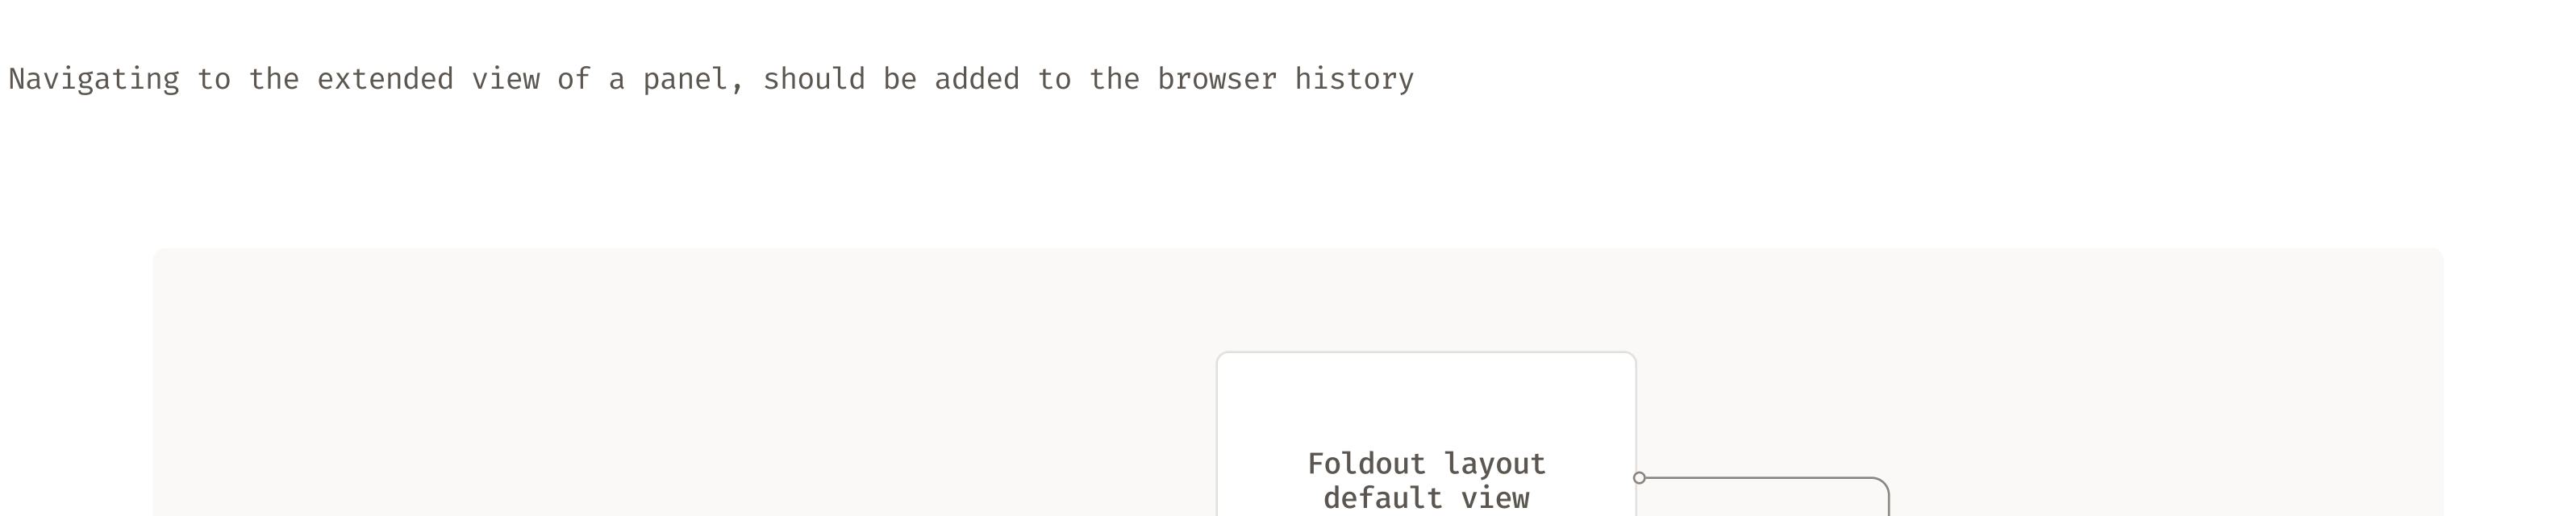 Navigating to the extended view of a panel, should be added to the browser history
Foldout layout
default view